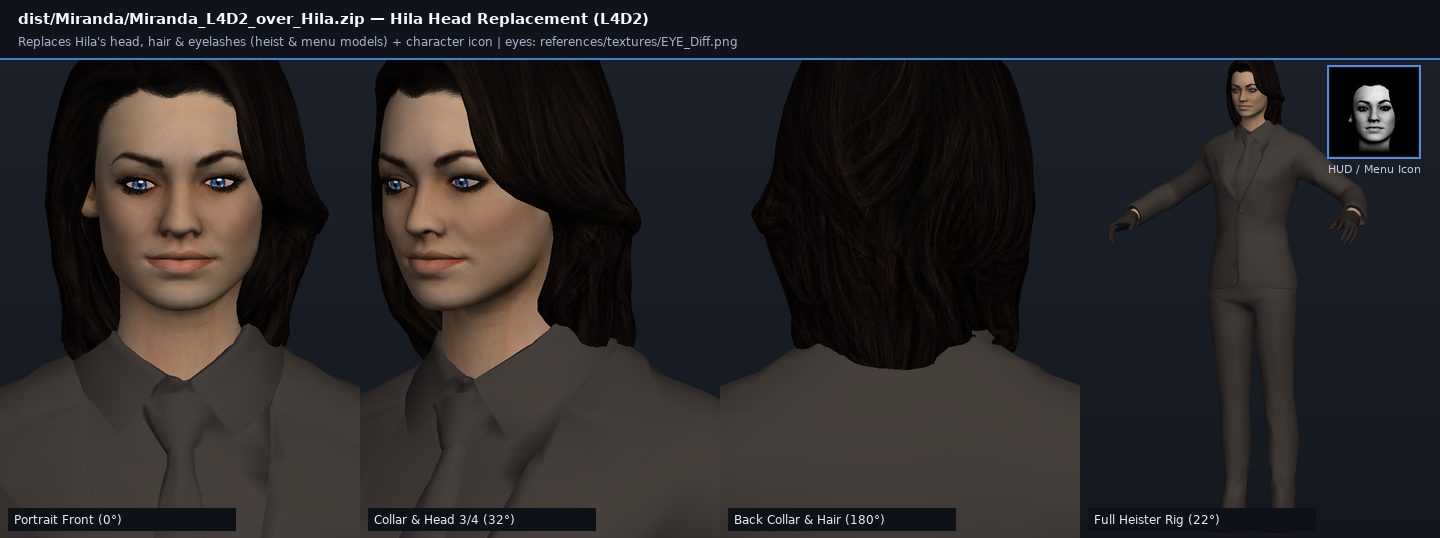 dist/Miranda/Miranda_L4D2_over_Hila.zip — Hila Head Replacement (L4D2)
Replaces Hila's head, hair & eyelashes (heist & menu models) + character icon | eyes: references/textures/EYE_Diff.png
HUD / Menu Icon
Portrait Front (0°)
Collar & Head 3/4 (32°)
Back Collar & Hair (180°)
Full Heister Rig (22°)